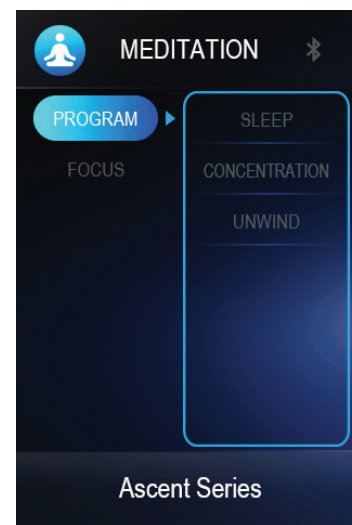 MEDITATION
PROGRAM
FOCUS
SLEEP
CONCENTRATION
UNWIND
Ascent Series